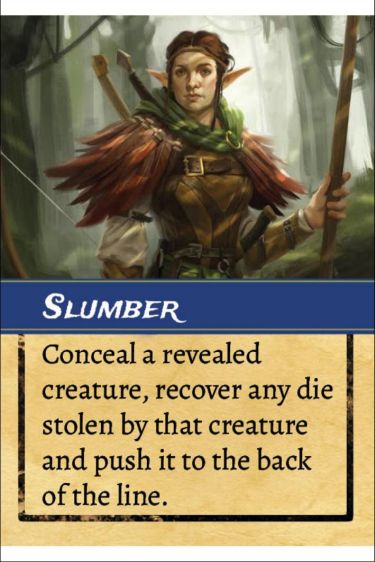 Slumber
Conceal a revealed
creature, recover any die
stolen by that creature
and push it to the back
of the line.